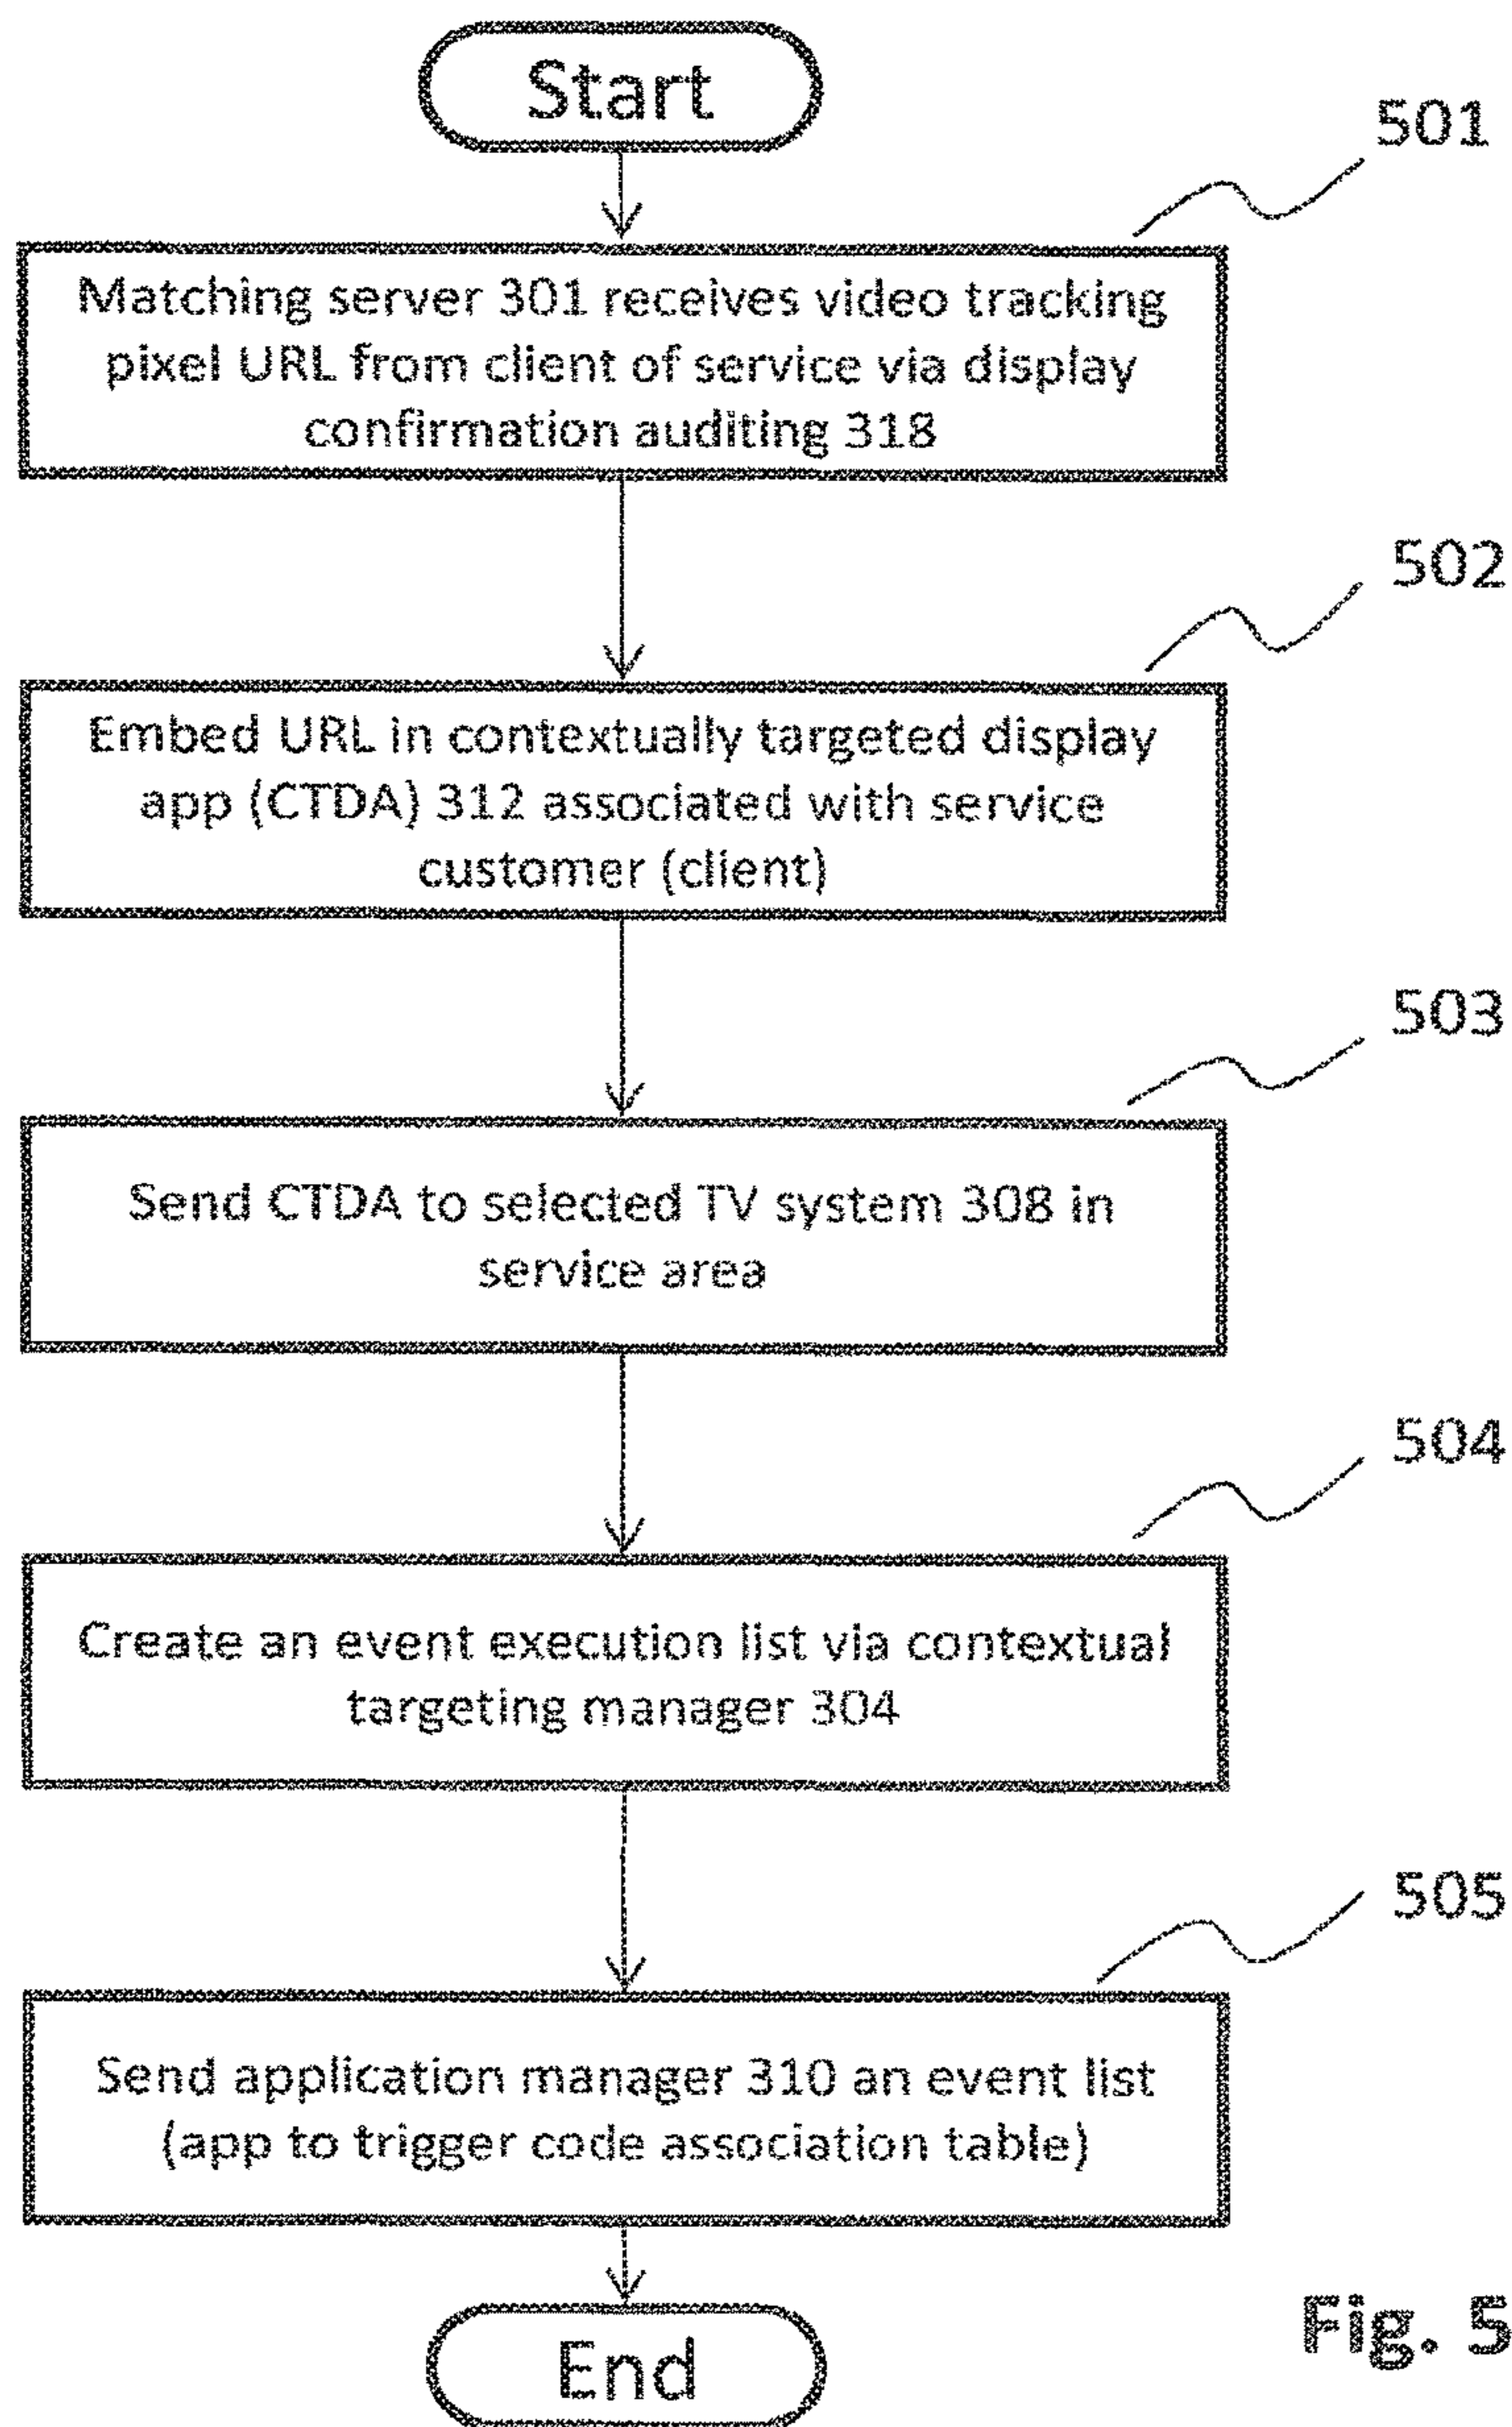 Start
501
Matching server 301 receives video tracking
pixel URL from client of service via display
confirmation auditing 318
502
Embed URL in contextually targeted display
app (CTDA) 312 associated with service
customer (client)
503
Send CTDA to selected TV system 308 in
service area
504
Create an event execution list via contextual
targeting manager 304
505
Send application manager 310 an event list
(app to trigger code association table)
End
Fig. 5